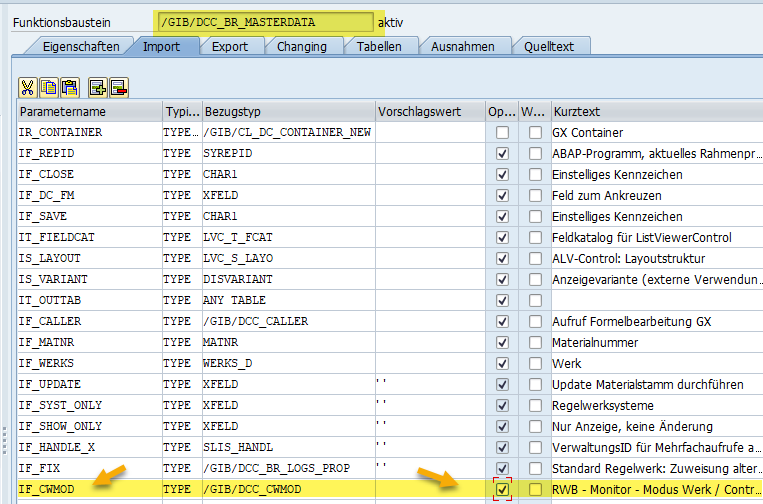 Funktionsbaustein /GIB/DCC_BR_MASTERDATA aktiv
Eigenschaften Import Export Changing Tabellen Ausnahmen Quelltext
Parametername Typi... Bezugstyp Vorschlagswert Op... W... Kurztext
IR_CONTAINER TYPE... /GIB/CL_DC_CONTAINER_NEW GX Container
IF_REPID TYPE SYREPID ABAP-Programm, aktuelles Rahmenpr...
IF_CLOSE TYPE CHAR1 Einstelliges Kennzeichen
IF_DC_FM TYPE XFELD Feld zum Ankreuzen
IF_SAVE TYPE CHAR1 Einstelliges Kennzeichen
IT_FIELDCAT TYPE LVC_T_FCAT Feldkatalog für ListViewerControl
IS_LAYOUT TYPE LVC_S_LAYO ALV-Control: Layoutstruktur
IS_VARIANT TYPE DISVARIANT Anzeigevariante (externe Verwendun...
IT_OUTTAB TYPE ANY TABLE
IF_CALLER TYPE /GIB/DCC_CALLER Aufruf Formelbearbeitung GX
IF_MATNR TYPE MATNR Materialnummer
IF_WERKS TYPE WERKS_D Werk
IF_UPDATE TYPE XFELD ' ' Update Materialstamm durchführen
IF_SYST_ONLY TYPE XFELD ' ' Regelwerksysteme
IF_SHOW_ONLY TYPE XFELD ' ' Nur Anzeige, keine Änderung
IF_HANDLE_X TYPE SLIS_HANDL ' ' VerwaltungsID für Mehrfachaufrufe a...
IF_FIX TYPE /GIB/DCC_BR_LOGS_PROP ' ' Standard Regelwerk: Zuweisung alter...
IF_CWMOD TYPE /GIB/DCC_CWMOD RWB - Monitor - Modus Werk / Contr...